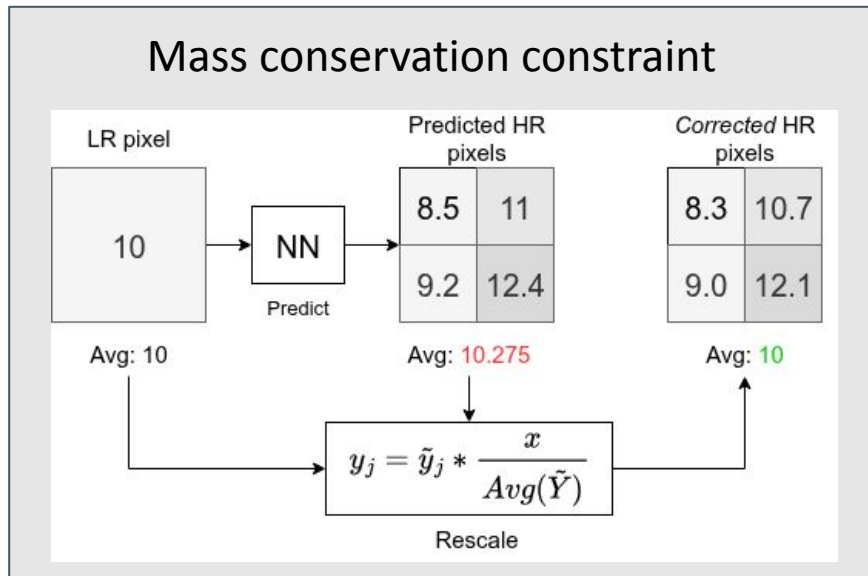 Mass conservation constraint
LR pixel
Predicted HR
pixels
Corrected HR
pixels
10
NN
Predict
8.5 11
9.2 12.4
8.3 10.7
9.0 12.1
Avg: 10
Avg: 10.275
Avg: 10
y_j = ỹ_j * x / Avg(Ỹ)
Rescale